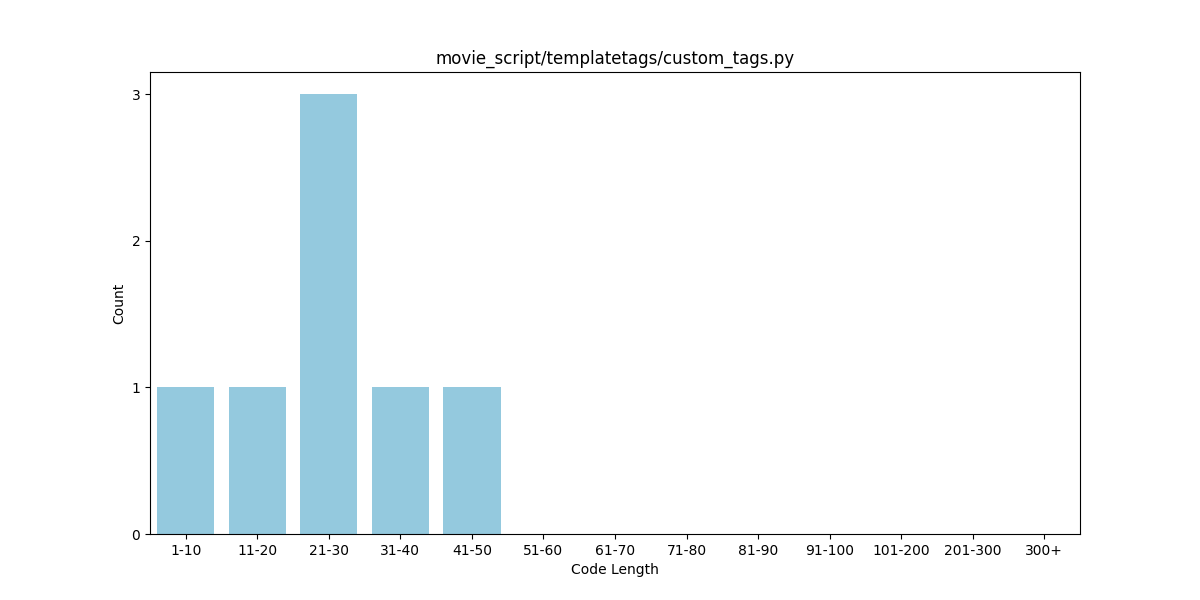 movie_script/templatetags/custom_tags.py
3
2
1
0
Count
1-10 11-20 21-30 31-40 41-50 51-60 61-70 71-80 81-90 91-100 101-200 201-300 300+
Code Length